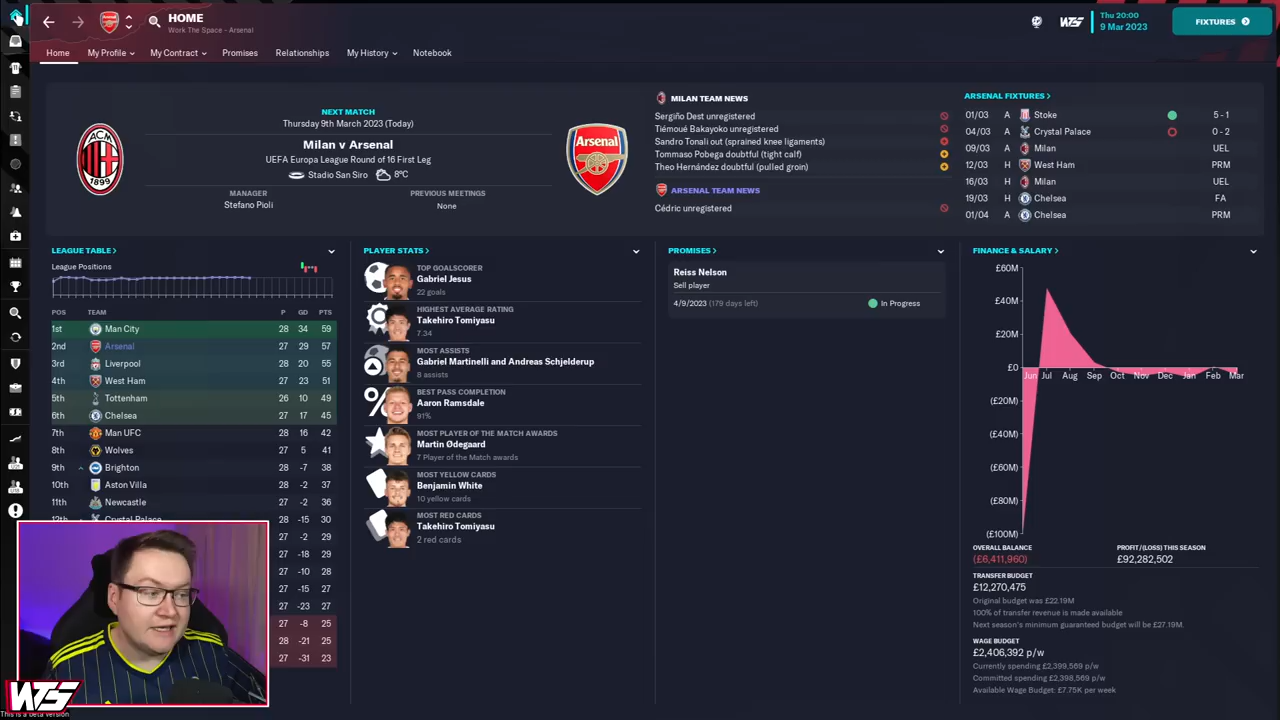 HOME
Work The Space - Arsenal
WTS
Thu 20:00
9 Mar 2023
FIXTURES
Home
My Profile
My Contract
Promises
Relationships
My History
Notebook
ACM
1899
NEXT MATCH
Thursday 9th March 2023 (Today)
Milan v Arsenal
UEFA Europa League Round of 16 First Leg
Stadio San Siro
8ºC
MANAGER
Stefano Pioli
PREVIOUS MEETINGS
None
Arsenal
MILAN TEAM NEWS
Sergiño Dest unregistered
Tiémoué Bakayoko unregistered
Sandro Tonali out (sprained knee ligaments)
Tommaso Pobega doubtful (tight calf)
Theo Hernández doubtful (pulled groin)
ARSENAL TEAM NEWS
Cédric unregistered
ARSENAL FIXTURES >
01/03 A Stoke 5 - 1
04/03 A Crystal Palace 0 - 2
09/03 A Milan UEL
12/03 H West Ham PRM
16/03 H Milan UEL
19/03 H Chelsea FA
01/04 A Chelsea PRM
LEAGUE TABLE >
League Positions
POS TEAM P GD PTS
1st Man City 28 34 59
2nd Arsenal 27 29 57
3rd Liverpool 28 20 55
4th West Ham 27 23 51
5th Tottenham 26 10 49
6th Chelsea 27 17 45
7th Man UFC 28 16 42
8th Wolves 27 5 41
9th Brighton 28 -7 38
10th Aston Villa 28 -2 37
11th Newcastle 27 -2 36
12th Crystal Palace 28 -15 30
27 -2 29
27 -18 29
27 -10 28
27 -15 27
27 -23 27
27 -8 25
28 -21 25
27 -31 23
PLAYER STATS >
TOP GOALSCORER
Gabriel Jesus
22 goals
HIGHEST AVERAGE RATING
Takehiro Tomiyasu
7.34
MOST ASSISTS
Gabriel Martinelli and Andreas Schjelderup
8 assists
BEST PASS COMPLETION
Aaron Ramsdale
91%
MOST PLAYER OF THE MATCH AWARDS
Martin Ødegaard
7 Player of the Match awards
MOST YELLOW CARDS
Benjamin White
10 yellow cards
MOST RED CARDS
Takehiro Tomiyasu
2 red cards
PROMISES >
Reiss Nelson
Sell player
4/9/2023 (179 days left)
In Progress
FINANCE & SALARY >
£60M
£40M
£20M
£0
(£20M)
(£40M)
(£60M)
(£80M)
(£100M)
Jun Jul Aug Sep Oct Nov Dec Jan Feb Mar
OVERALL BALANCE
(£6,411,960)
PROFIT/(LOSS) THIS SEASON
£92,282,502
TRANSFER BUDGET
£12,270,475
Original budget was £22.19M
100% of transfer revenue is made available
Next season's minimum guaranteed budget will be £27.19M.
WAGE BUDGET
£2,406,392 p/w
Currently spending £2,399,569 p/w
Committed spending £2,398,569 p/w
Available Wage Budget: £7.75K per week
WTS
This is a beta version